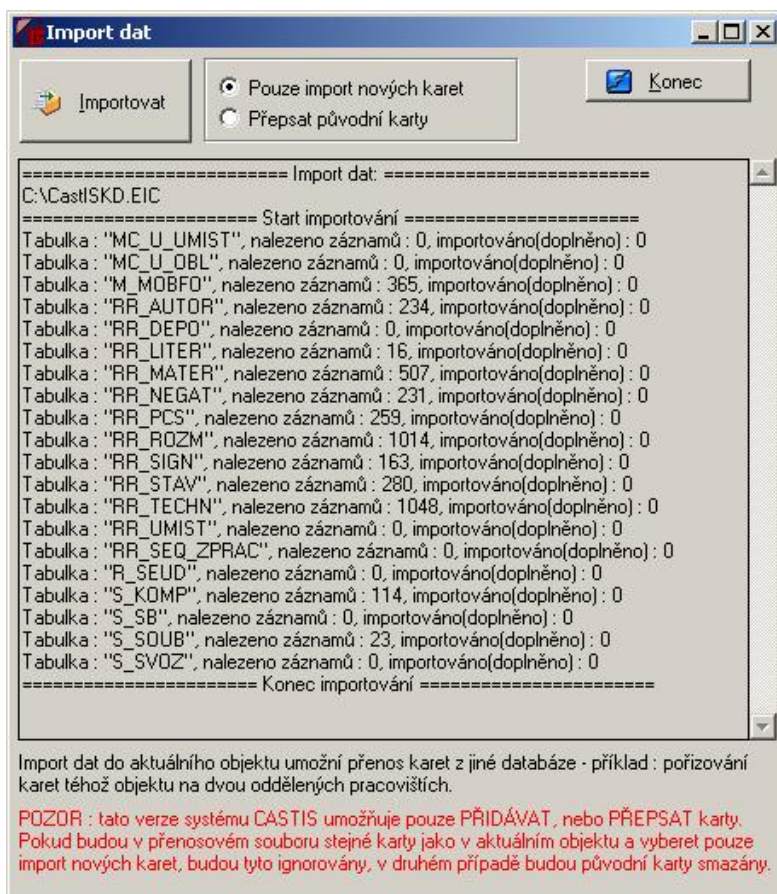 Import dat
Importovat
Pouze import nových karet
Přepsat původní karty
Konec
=========================== Import dat: ===========================
C:\CastISKD.EIC
======================== Start importování ========================
Tabulka : "MC_U_UMIST", nalezeno záznamů : 0, importováno(doplněno) : 0
Tabulka : "MC_U_OBL", nalezeno záznamů : 0, importováno(doplněno) : 0
Tabulka : "M_MOBFO", nalezeno záznamů : 365, importováno(doplněno) : 0
Tabulka : "RR_AUTOR", nalezeno záznamů : 234, importováno(doplněno) : 0
Tabulka : "RR_DEPO", nalezeno záznamů : 0, importováno(doplněno) : 0
Tabulka : "RR_LITER", nalezeno záznamů : 16, importováno(doplněno) : 0
Tabulka : "RR_MATER", nalezeno záznamů : 507, importováno(doplněno) : 0
Tabulka : "RR_NEGAT", nalezeno záznamů : 231, importováno(doplněno) : 0
Tabulka : "RR_PCS", nalezeno záznamů : 259, importováno(doplněno) : 0
Tabulka : "RR_ROZM", nalezeno záznamů : 1014, importováno(doplněno) : 0
Tabulka : "RR_SIGN", nalezeno záznamů : 163, importováno(doplněno) : 0
Tabulka : "RR_STAV", nalezeno záznamů : 280, importováno(doplněno) : 0
Tabulka : "RR_TECHN", nalezeno záznamů : 1048, importováno(doplněno) : 0
Tabulka : "RR_UMIST", nalezeno záznamů : 0, importováno(doplněno) : 0
Tabulka : "RR_SEQ_ZPRAC", nalezeno záznamů : 0, importováno(doplněno) : 0
Tabulka : "R_SEUD", nalezeno záznamů : 0, importováno(doplněno) : 0
Tabulka : "S_KOMP", nalezeno záznamů : 114, importováno(doplněno) : 0
Tabulka : "S_SB", nalezeno záznamů : 0, importováno(doplněno) : 0
Tabulka : "S_SOUB", nalezeno záznamů : 23, importováno(doplněno) : 0
Tabulka : "S_SVOZ", nalezeno záznamů : 0, importováno(doplněno) : 0
======================== Konec importování ========================
Import dat do aktuálního objektu umožní přenos karet z jiné databáze - příklad : pořizování
karet téhož objektu na dvou oddělených pracovištích.
POZOR : tato verze systému CASTIS umožňuje pouze PŘIDÁVAT, nebo PŘEPSAT karty.
Pokud budou v přenosovém souboru stejné karty jako v aktuálním objektu a vyberet pouze
import nových karet, budou tyto ignorovány, v druhém případě budou původní karty smazány.